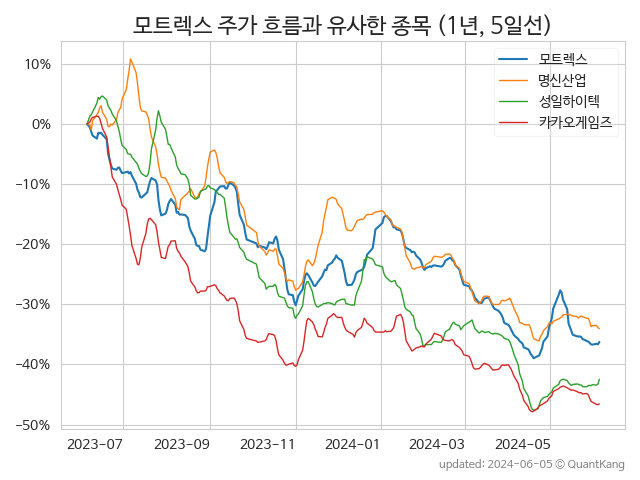 모트렉스 주가 흐름과 유사한 종목 (1년, 5일선)
모트렉스
명신산업
성일하이텍
카카오게임즈
10%
0%
−10%
−20%
−30%
−40%
−50%
2023-07 2023-09 2023-11 2024-01 2024-03 2024-05
updated: 2024-06-05 © QuantKang